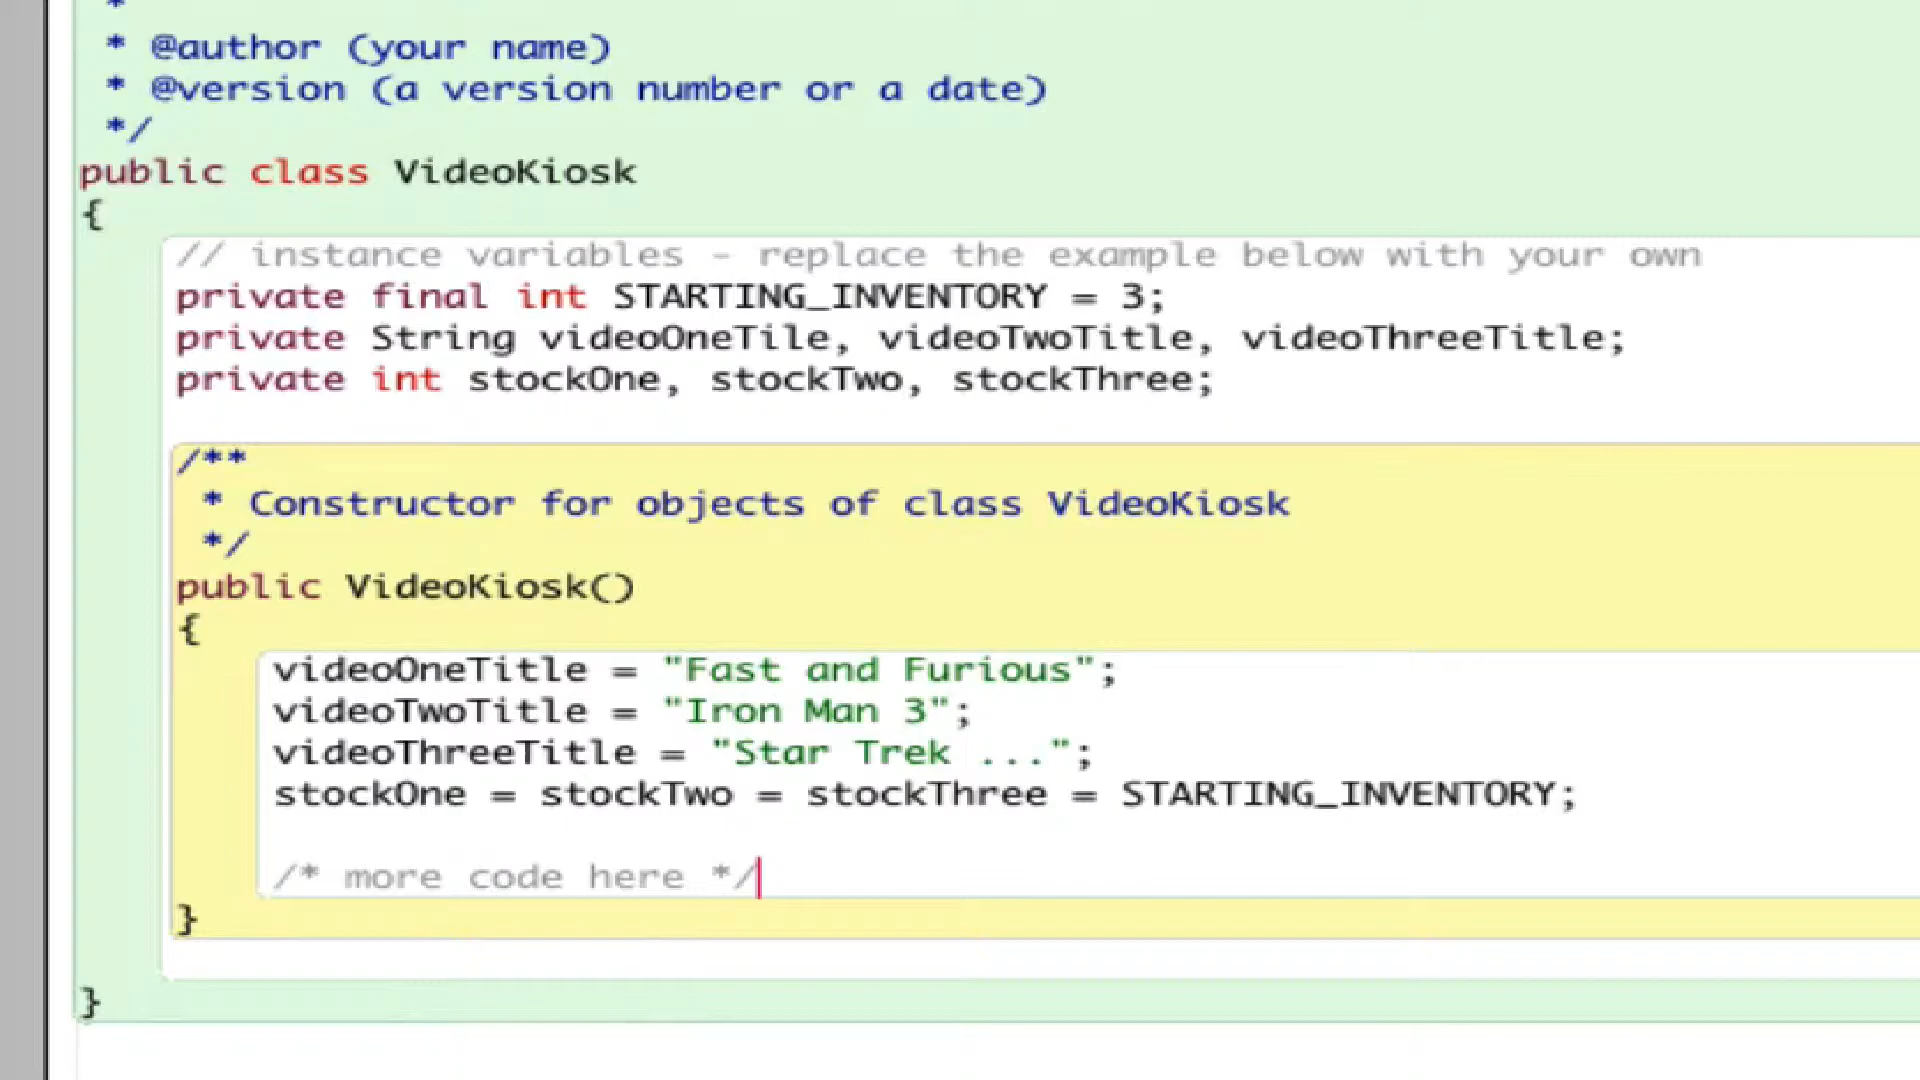 *
* @author (your name)
* @version (a version number or a date)
*/
public class VideoKiosk
{
// instance variables - replace the example below with your own
private final int STARTING_INVENTORY = 3;
private String videoOneTile, videoTwoTitle, videoThreeTitle;
private int stockOne, stockTwo, stockThree;
/**
* Constructor for objects of class VideoKiosk
*/
public VideoKiosk()
{
videoOneTitle = "Fast and Furious";
videoTwoTitle = "Iron Man 3";
videoThreeTitle = "Star Trek ...";
stockOne = stockTwo = stockThree = STARTING_INVENTORY;
/* more code here */
}
}